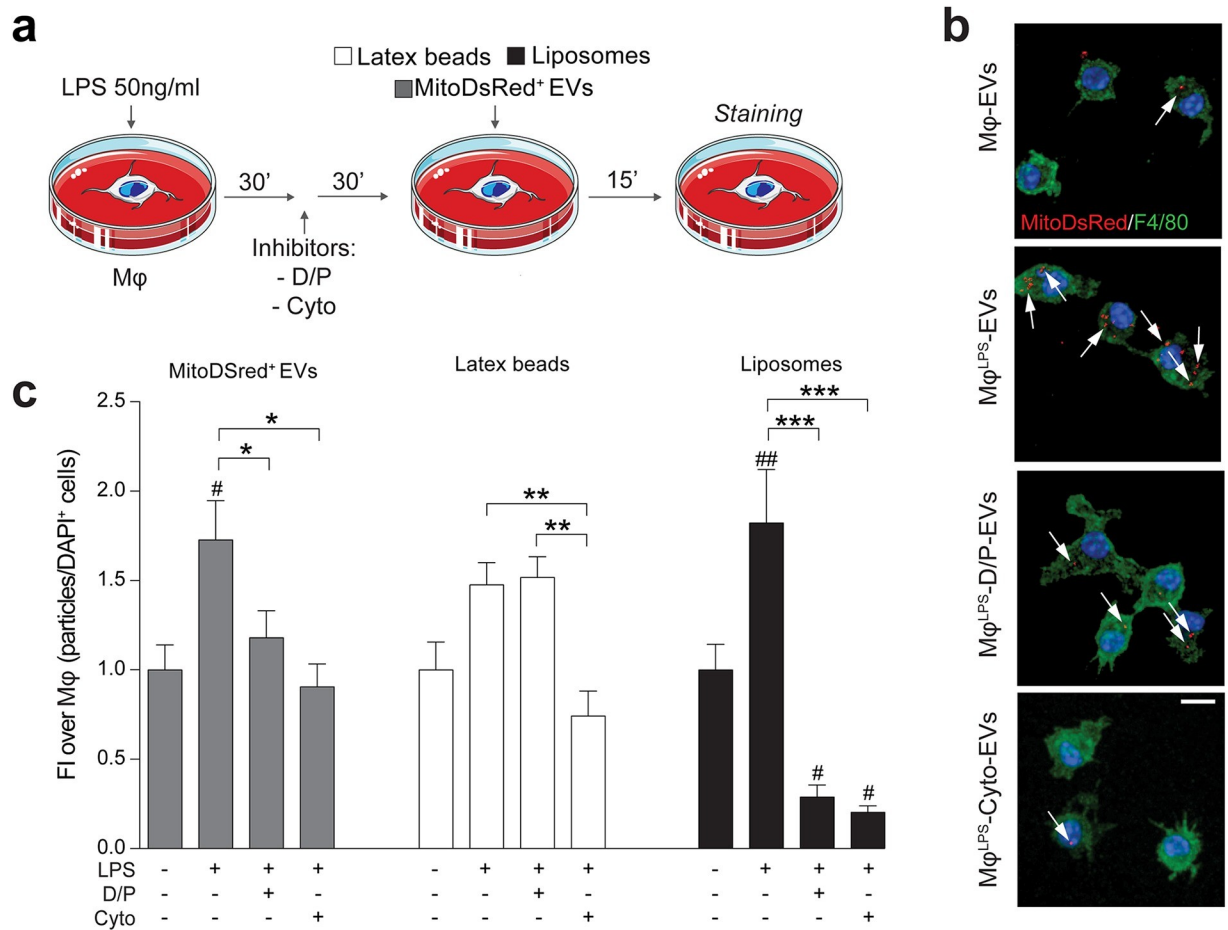 a
Latex beads Liposomes
LPS 50ng/ml
MitoDsRed⁺ EVs
Staining
30’
30’
15’
Inhibitors:
- D/P
- Cyto
Mφ
b
Mφ-EVs
MitoDsRed/F4/80
Mφᴸᴾˢ-EVs
Mφᴸᴾˢ-D/P-EVs
Mφᴸᴾˢ-Cyto-EVs
c
MitoDSred⁺ EVs
Latex beads
Liposomes
FI over Mφ (particles/DAPI⁺ cells)
2.5
2.0
1.5
1.0
0.5
0.0
#
*
*
**
**
##
***
***
#
#
LPS - + + + - + + + - + + +
D/P - - + - - - + - - - + -
Cyto - - - + - - - + - - - +